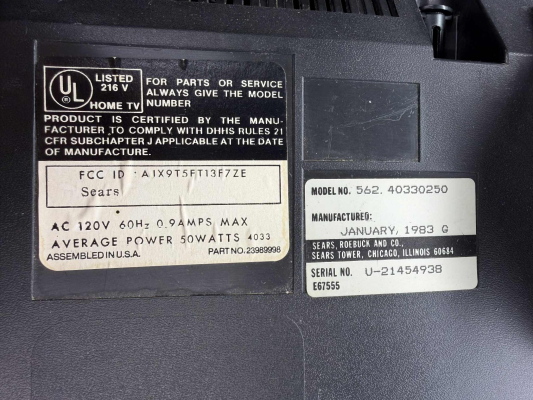 UL ®
LISTED
216 V
HOME TV
FOR PARTS OR SERVICE
ALWAYS GIVE THE MODEL
NUMBER
PRODUCT IS CERTIFIED BY THE MANU-
FACTURER TO COMPLY WITH DHHS RULES 21
CFR SUBCHAPTER J APPLICABLE AT THE DATE
OF MANUFACTURE.
FCC ID : AIX9T5FT13F7ZE
Sears
AC 120V 60Hz 0.9AMPS. MAX
AVERAGE POWER 50WATTS 4033
ASSEMBLED IN U.S.A. PART NO. 23989998
MODEL NO. 562. 40330250
MANUFACTURED:
JANUARY, 1983 Q
SEARS, ROEBUCK AND CO.,
SEARS TOWER, CHICAGO, ILLINOIS 60684
SERIAL NO. U-21454938
E67555